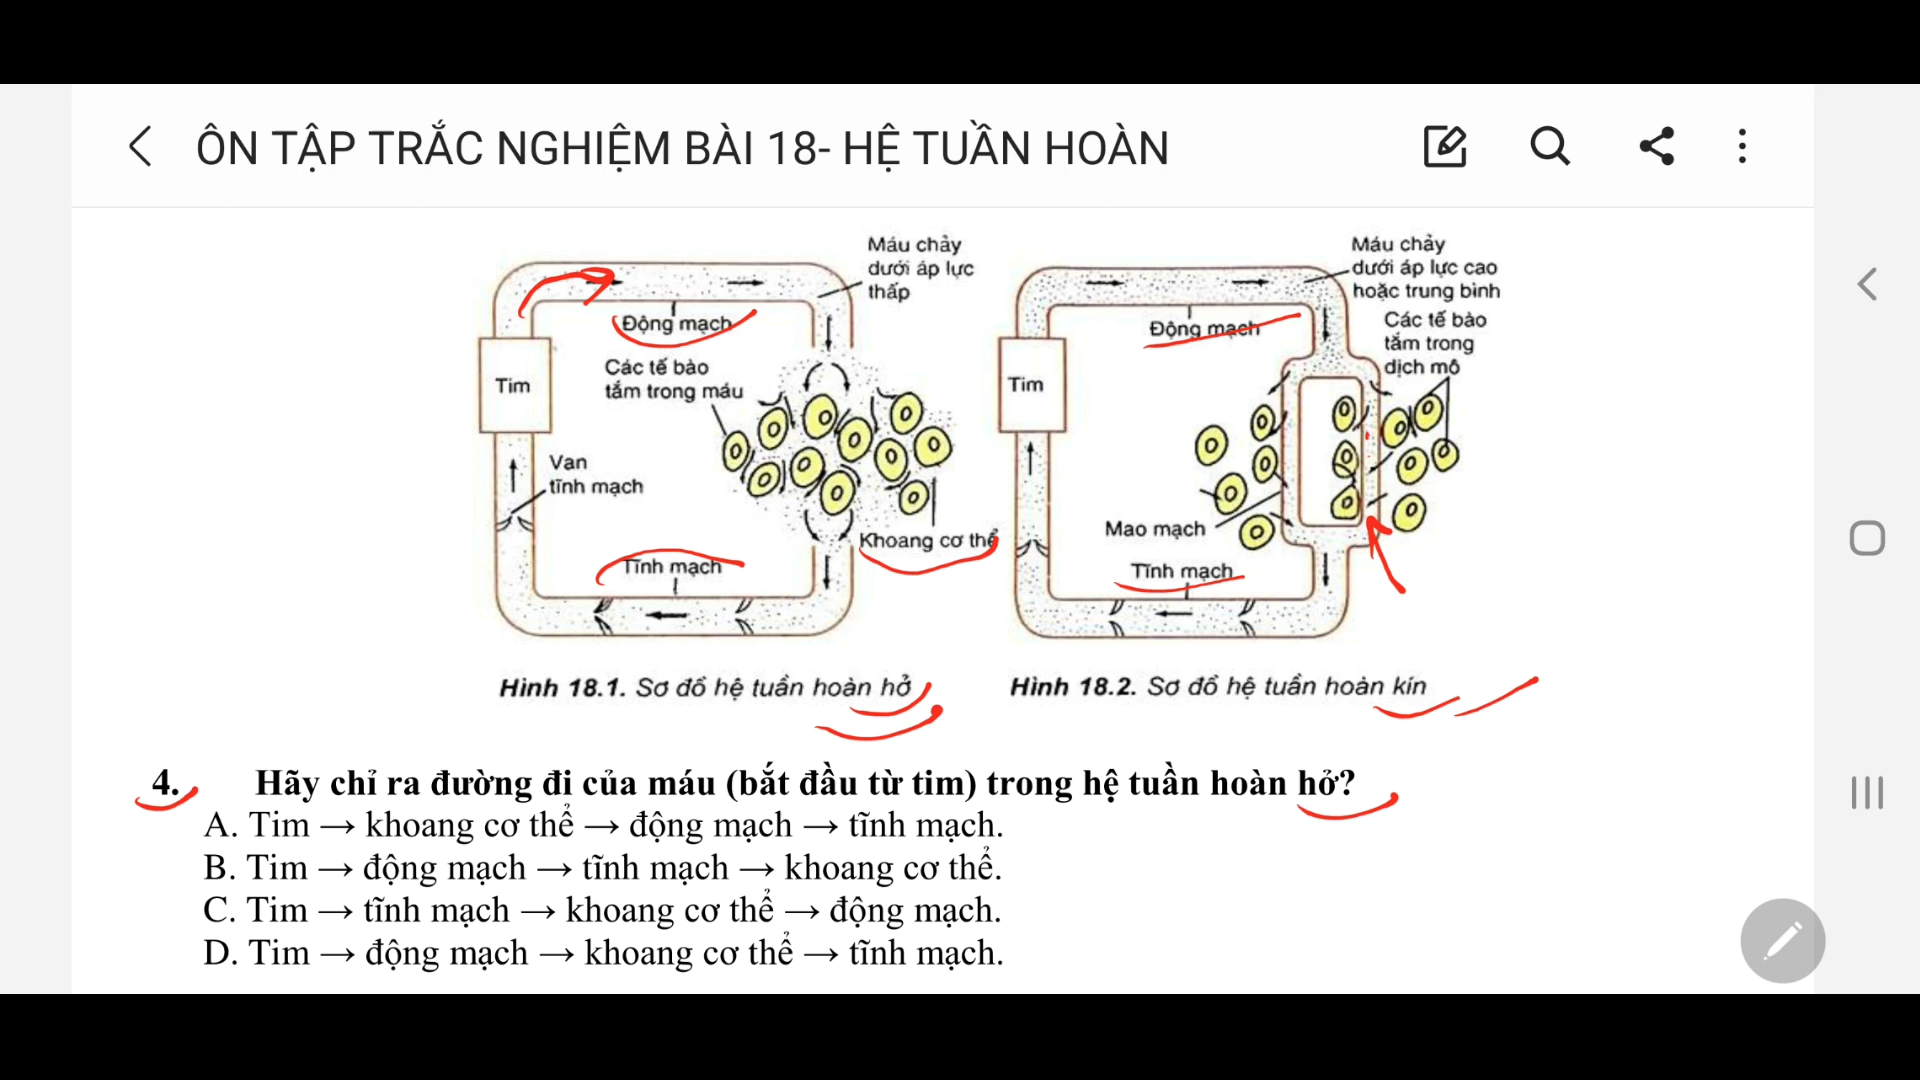 ÔN TẬP TRẮC NGHIỆM BÀI 18- HỆ TUẦN HOÀN
Máu chảy
dưới áp lực
thấp
Động mạch
Tim
Các tế bào
tắm trong máu
Van
tĩnh mạch
Khoang cơ thể
Tĩnh mạch
Hình 18.1. Sơ đồ hệ tuần hoàn hở
Máu chảy
dưới áp lực cao
hoặc trung bình
Các tế bào
tắm trong
dịch mô
Động mạch
Tim
Mao mạch
Tĩnh mạch
Hình 18.2. Sơ đồ hệ tuần hoàn kín
4. Hãy chỉ ra đường đi của máu (bắt đầu từ tim) trong hệ tuần hoàn hở?
A. Tim → khoang cơ thể → động mạch → tĩnh mạch.
B. Tim → động mạch → tĩnh mạch → khoang cơ thể.
C. Tim → tĩnh mạch → khoang cơ thể → động mạch.
D. Tim → động mạch → khoang cơ thể → tĩnh mạch.